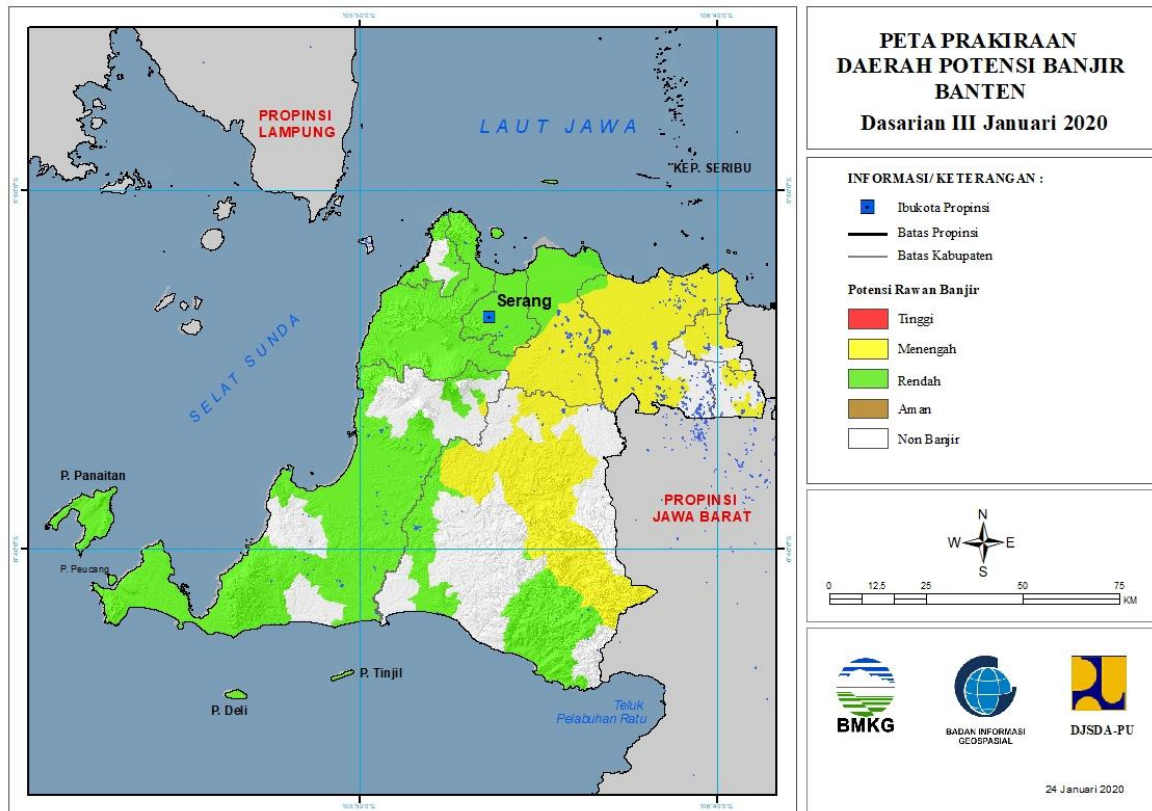 PETA PRAKIRAAN
DAERAH POTENSI BANJIR
BANTEN
Dasarian III Januari 2020
INFORMASI/ KETERANGAN :
Ibukota Propinsi
Batas Propinsi
Batas Kabupaten
Potensi Rawan Banjir
Tinggi
Menengah
Rendah
Aman
Non Banjir
N
W E
S
0 12.5 25 50 75
KM
BMKG
BADAN INFORMASI
GEOSPASIAL
DJSDA-PU
24 Januari 2020
PROPINSI
LAMPUNG
LAUT JAWA
KEP. SERIBU
Serang
SELAT SUNDA
P. Panaitan
P. Peucang
PROPINSI
JAWA BARAT
P. Tinjil
P. Deli
Teluk
Pelabuhan Ratu